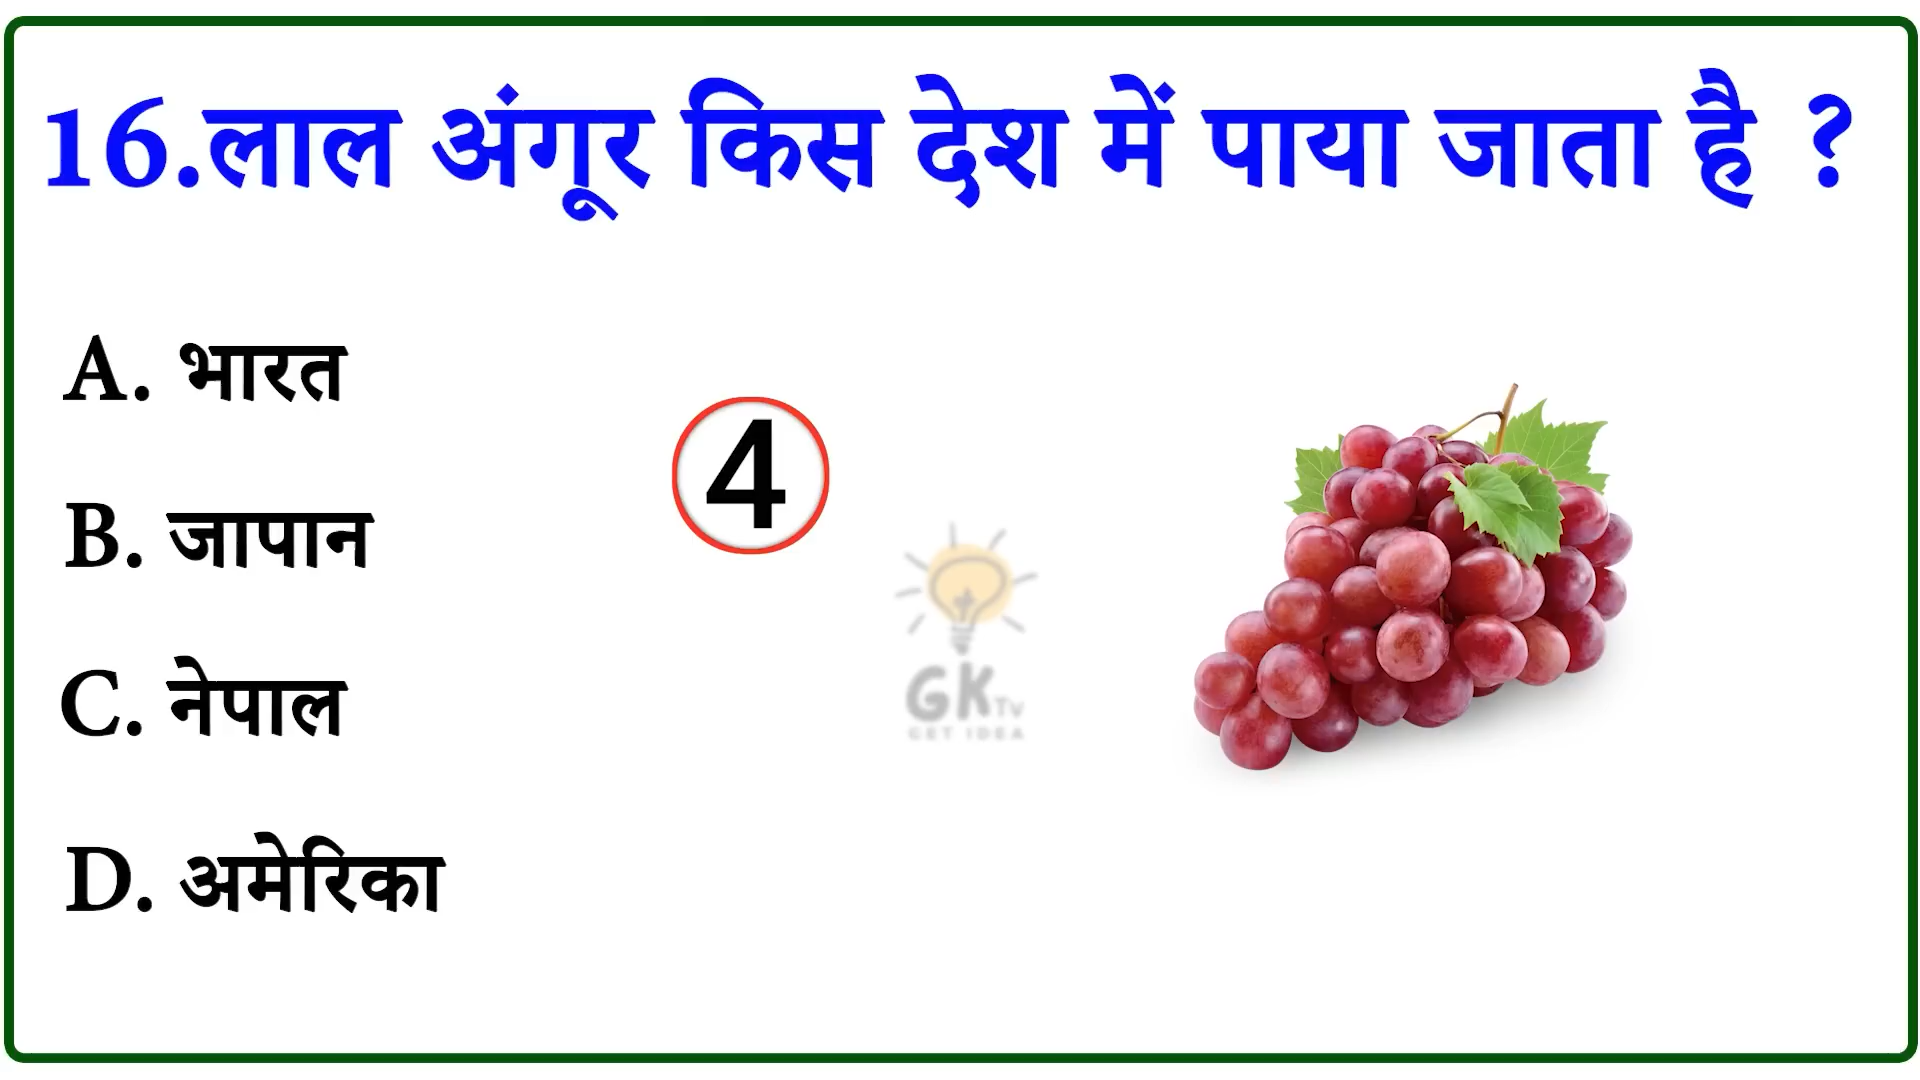 16.लाल अंगूर किस देश में पाया जाता है ?
A. भारत
4
B. जापान
GK Tv
GET IDEA
C. नेपाल
D. अमेरिका